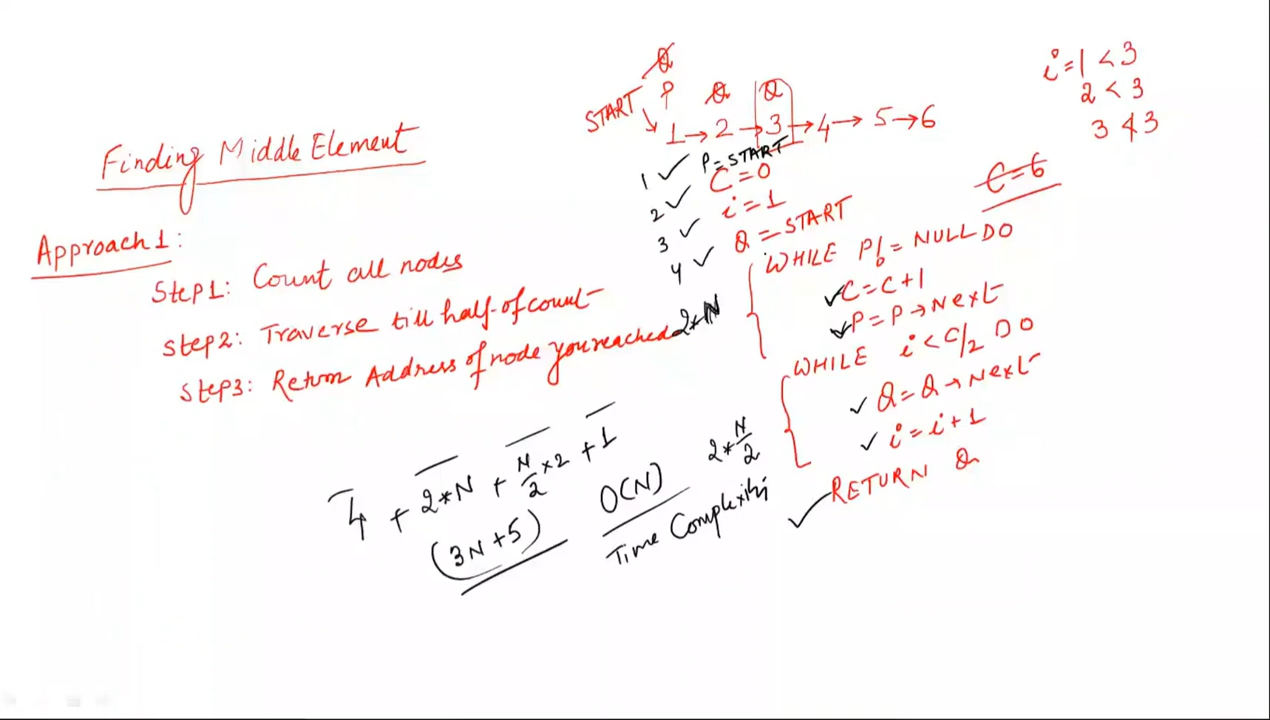 Finding Middle Element
Approach 1:
Step1: Count all nodes
Step2: Traverse till half of count
Step3: Return Address of node you reached
2*N
Q
P Q Q
START
1→2→3→4→5→6
1 ✓ P=START
2 ✓ C=0
3 ✓ i=1
4 ✓ Q=START
WHILE P!=NULL DO
✓ C=C+1
✓ P=P→Next
WHILE i<C/2 DO
✓ Q=Q→Next
✓ i=i+1
✓ RETURN Q
i=1<3
2<3
3≮3
C=6
4 + 2*N + N/2×2 + 1
(3N+5)
O(N)
Time Complexity
2*N/2